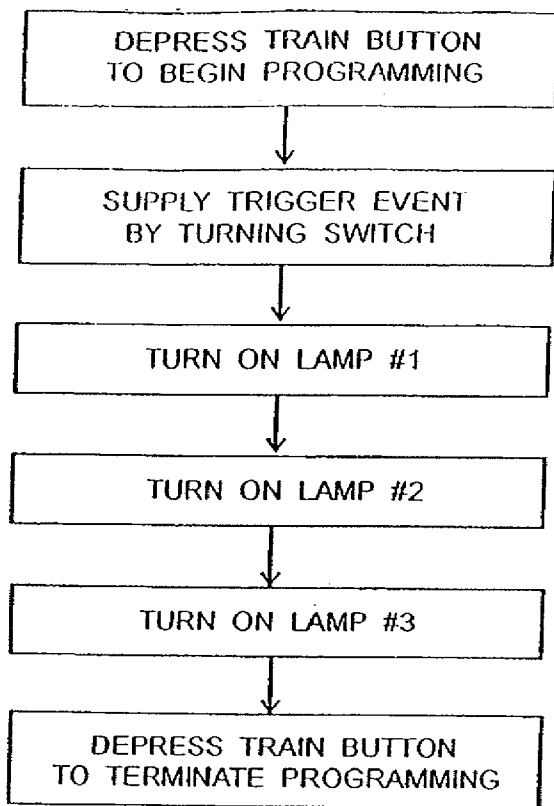 DEPRESS TRAIN BUTTON
TO BEGIN PROGRAMMING
SUPPLY TRIGGER EVENT
BY TURNING SWITCH
TURN ON LAMP #1
TURN ON LAMP #2
TURN ON LAMP #3
DEPRESS TRAIN BUTTON
TO TERMINATE PROGRAMMING